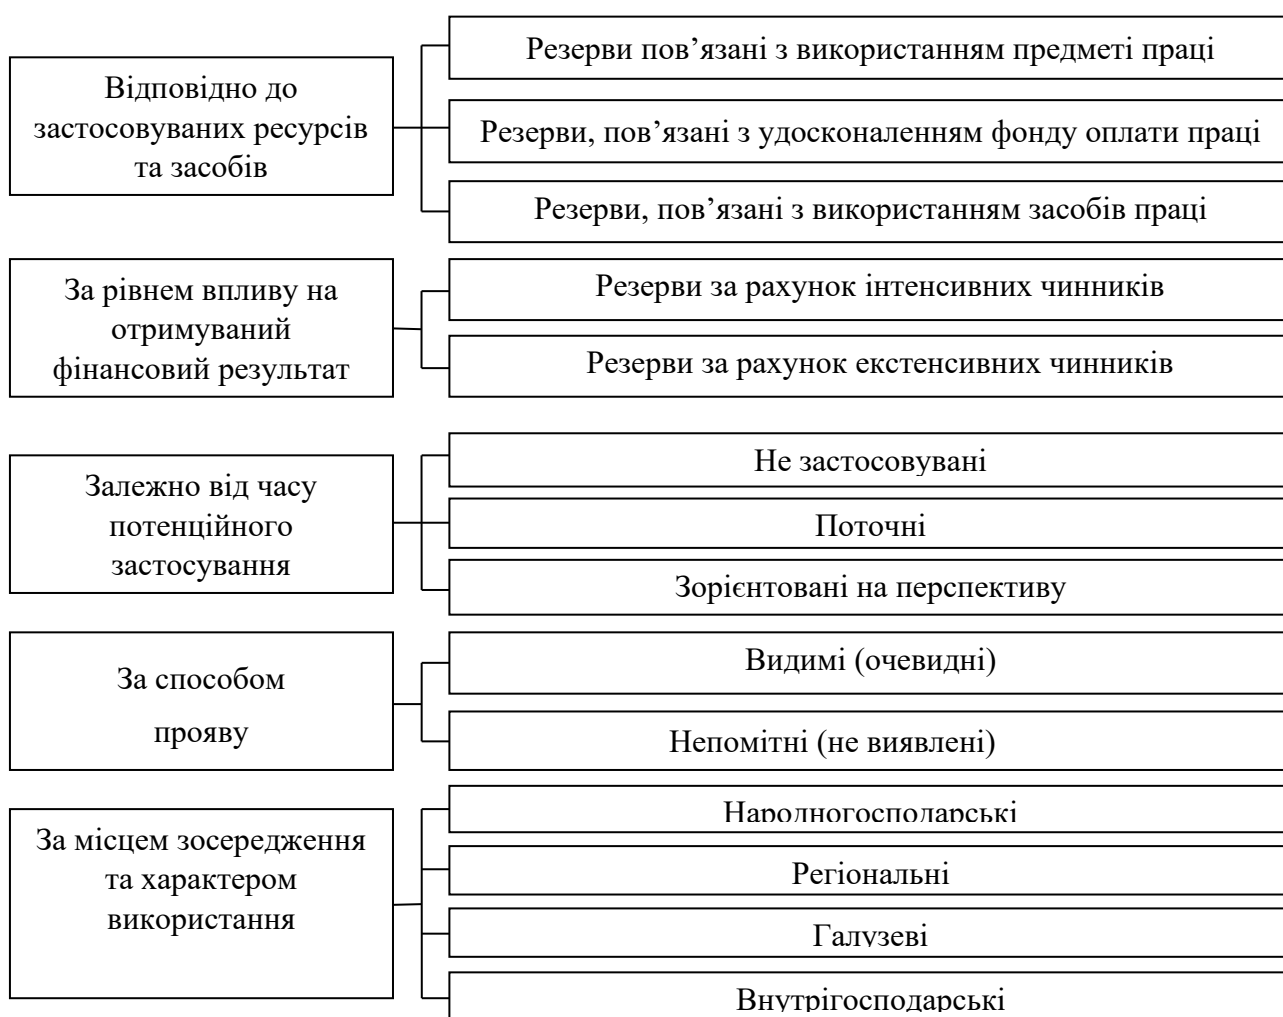 Відповідно до
застосовуваних ресурсів
та засобів
Резерви пов’язані з використанням предметі праці
Резерви, пов’язані з удосконаленням фонду оплати праці
Резерви, пов’язані з використанням засобів праці
За рівнем впливу на
отримуваний
фінансовий результат
Резерви за рахунок інтенсивних чинників
Резерви за рахунок екстенсивних чинників
Залежно від часу
потенційного
застосування
Не застосовувані
Поточні
Зорієнтовані на перспективу
За способом
прояву
Видимі (очевидні)
Непомітні (не виявлені)
За місцем зосередження
та характером
використання
Народногосподарські
Регіональні
Галузеві
Внутрігосподарські